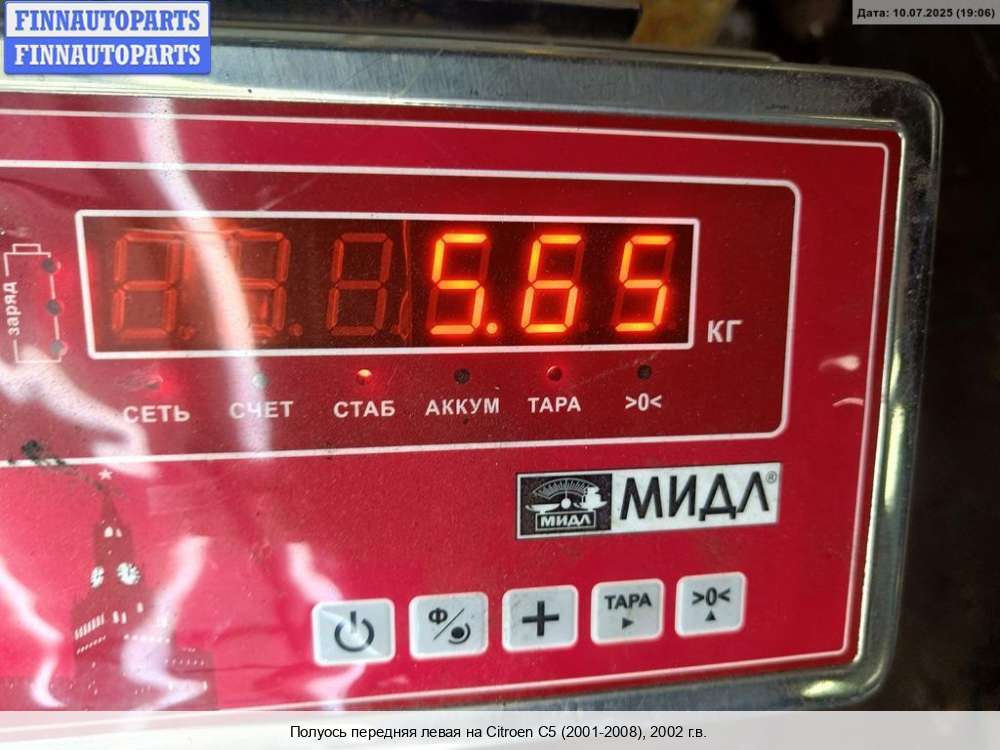 FINNAUTOPARTS
FINNAUTOPARTS
Дата: 10.07.2025 (19:06)
заряд
5.65
КГ
СЕТЬ СЧЕТ СТАБ АККУМ ТАРА >0<
МИДЛ МИДЛ®
Ф ТАРА >0<
Полуось передняя левая на Citroen C5 (2001-2008), 2002 г.в.